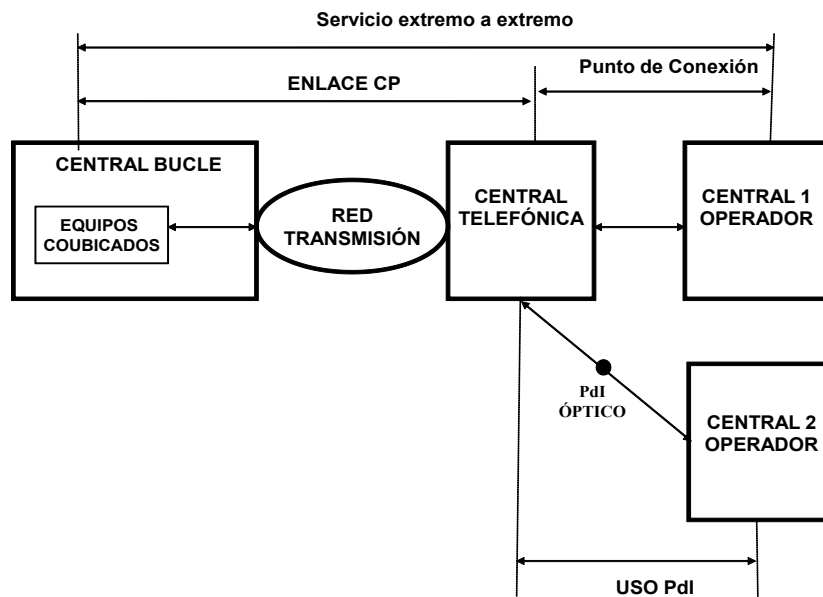 Servicio extremo a extremo
Punto de Conexión
ENLACE CP
CENTRAL BUCLE
EQUIPOS
COUBICADOS
RED
TRANSMISIÓN
CENTRAL
TELEFÓNICA
CENTRAL 1
OPERADOR
PdI
ÓPTICO
CENTRAL 2
OPERADOR
USO PdI